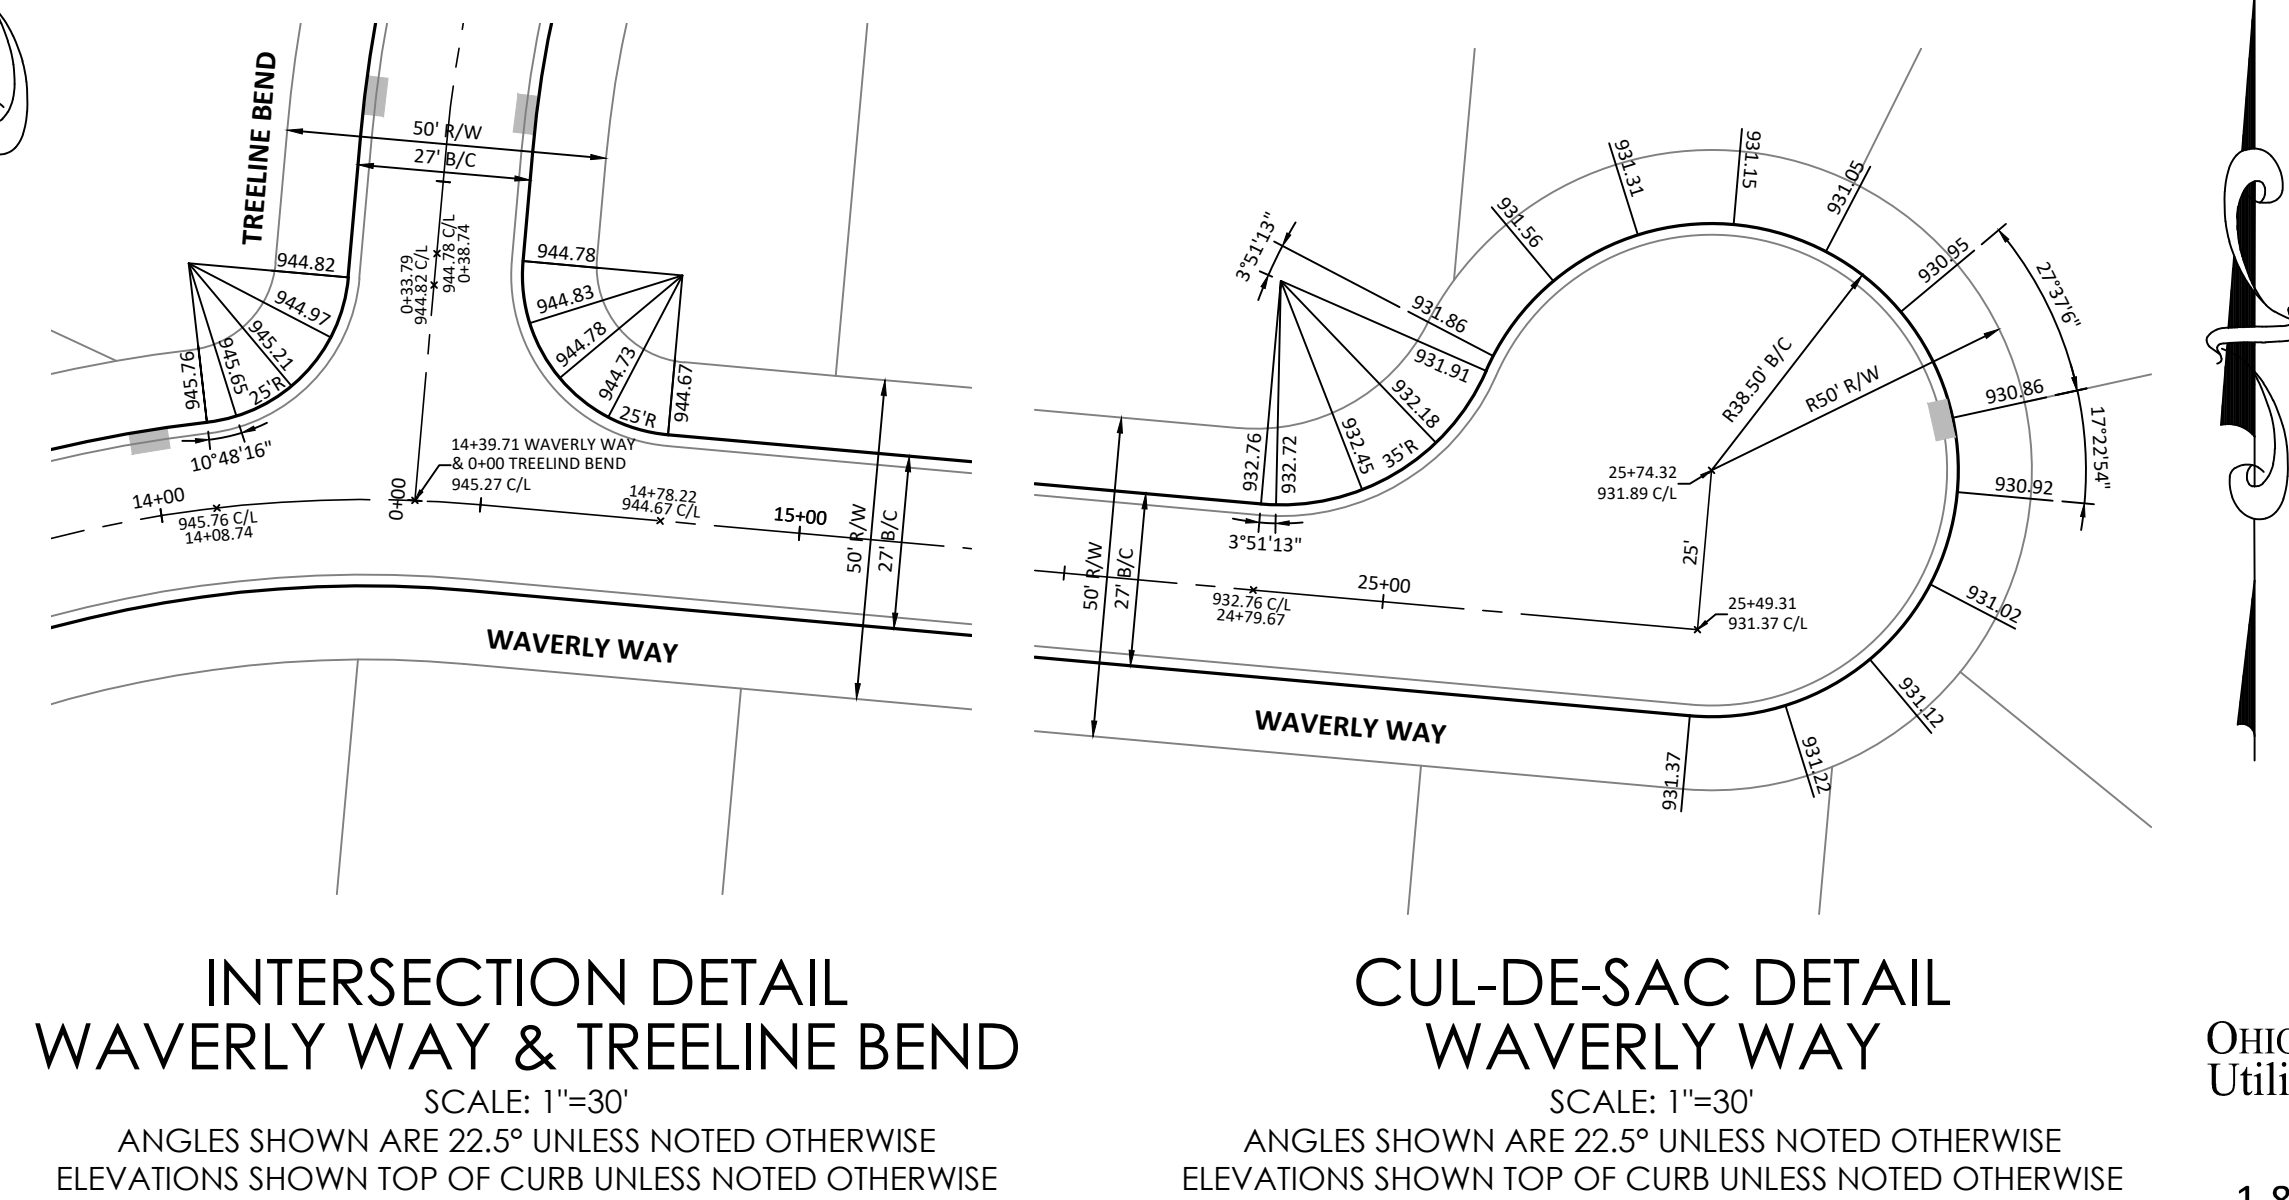 TREELINE BEND
50' R/W
27' B/C
944.82
944.97
945.21
945.65
945.76
25'R
10°48'16"
0+33.79
944.82 C/L
944.78 C/L
0+38.74
944.78
944.83
944.78
944.73
944.67
25'R
14+39.71 WAVERLY WAY
& 0+00 TREELIND BEND
945.27 C/L
0+00
14+00
945.76 C/L
14+08.74
14+78.22
944.67 C/L
15+00
50' R/W
27' B/C
WAVERLY WAY
INTERSECTION DETAIL
WAVERLY WAY & TREELINE BEND
SCALE: 1"=30'
ANGLES SHOWN ARE 22.5° UNLESS NOTED OTHERWISE
ELEVATIONS SHOWN TOP OF CURB UNLESS NOTED OTHERWISE
3°51'13"
931.86
931.91
932.18
932.45
932.72
932.76
35'R
3°51'13"
931.56
931.31
931.15
931.05
930.95
27°37'6"
930.86
17°22'54"
930.92
931.02
931.12
931.22
931.37
R38.50' B/C
R50' R/W
25+74.32
931.89 C/L
25'
25+49.31
931.37 C/L
25+00
932.76 C/L
24+79.67
50' R/W
27' B/C
WAVERLY WAY
CUL-DE-SAC DETAIL
WAVERLY WAY
SCALE: 1"=30'
ANGLES SHOWN ARE 22.5° UNLESS NOTED OTHERWISE
ELEVATIONS SHOWN TOP OF CURB UNLESS NOTED OTHERWISE